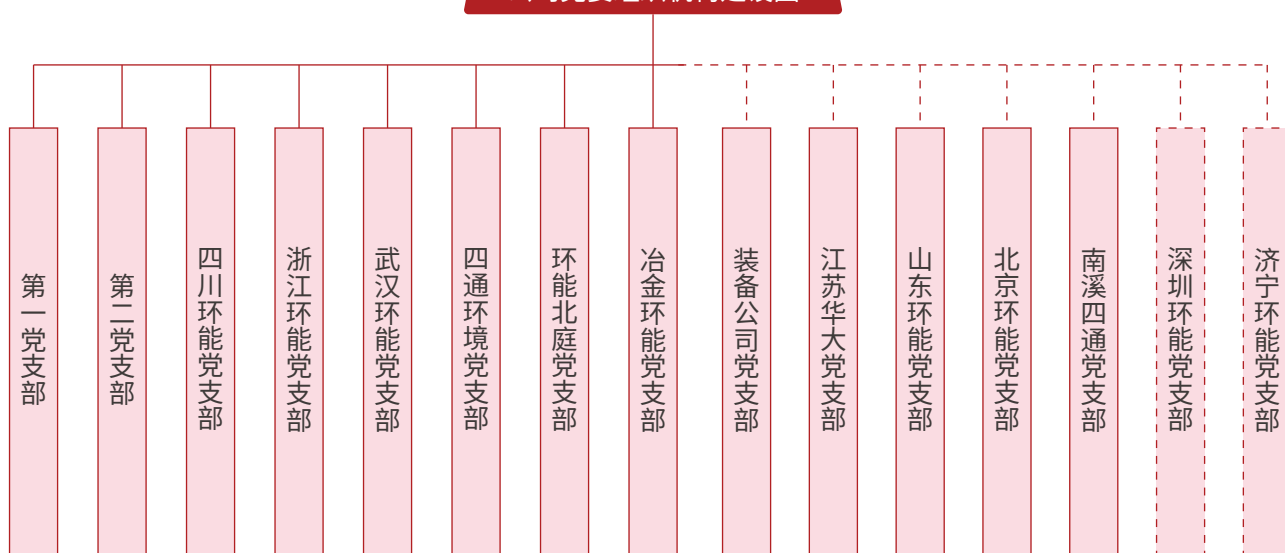 第一党支部
第二党支部
四川环能党支部
浙江环能党支部
武汉环能党支部
四通环境党支部
环能北庭党支部
冶金环能党支部
装备公司党支部
江苏华大党支部
山东环能党支部
北京环能党支部
南溪四通党支部
深圳环能党支部
济宁环能党支部